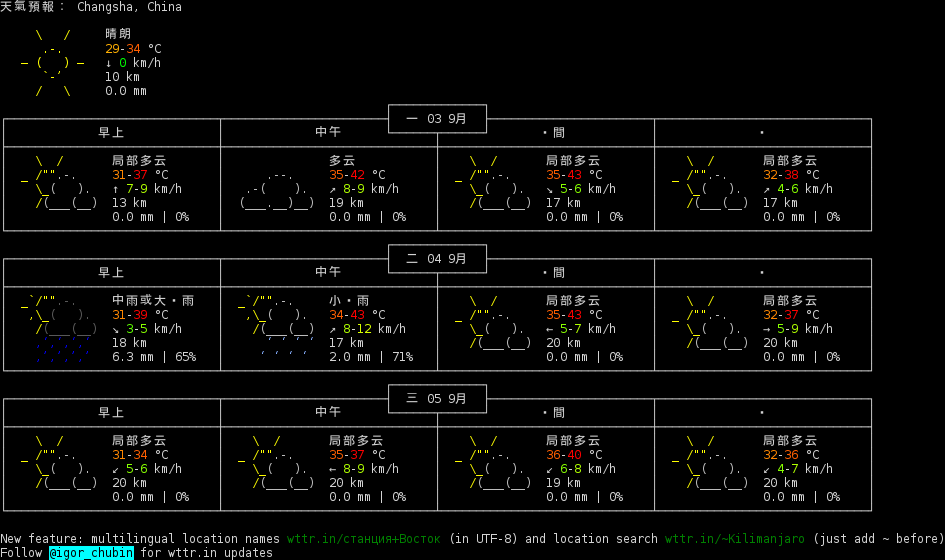 天氣預報： Changsha, China
晴朗
29-34 °C
↓ 0 km/h
10 km
0.0 mm
一 03 9月
早上 中午 ・間 ・
局部多云 多云 局部多云 局部多云
31-37 °C 35-42 °C 35-43 °C 32-38 °C
↑ 7-9 km/h ↗ 8-9 km/h ↘ 5-6 km/h ↗ 4-6 km/h
13 km 19 km 17 km 17 km
0.0 mm | 0% 0.0 mm | 0% 0.0 mm | 0% 0.0 mm | 0%
二 04 9月
早上 中午 ・間 ・
中雨或大・雨 小・雨 局部多云 局部多云
31-39 °C 34-43 °C 35-43 °C 32-37 °C
↘ 3-5 km/h ↗ 8-12 km/h ← 5-7 km/h → 5-9 km/h
18 km 17 km 20 km 20 km
6.3 mm | 65% 2.0 mm | 71% 0.0 mm | 0% 0.0 mm | 0%
三 05 9月
早上 中午 ・間 ・
局部多云 局部多云 局部多云 局部多云
31-34 °C 35-37 °C 36-40 °C 32-36 °C
↙ 5-6 km/h ← 8-9 km/h ↙ 6-8 km/h ↙ 4-7 km/h
20 km 20 km 19 km 20 km
0.0 mm | 0% 0.0 mm | 0% 0.0 mm | 0% 0.0 mm | 0%
New feature: multilingual location names wttr.in/станция+Восток (in UTF-8) and location search wttr.in/~Kilimanjaro (just add ~ before)
Follow @igor_chubin for wttr.in updates